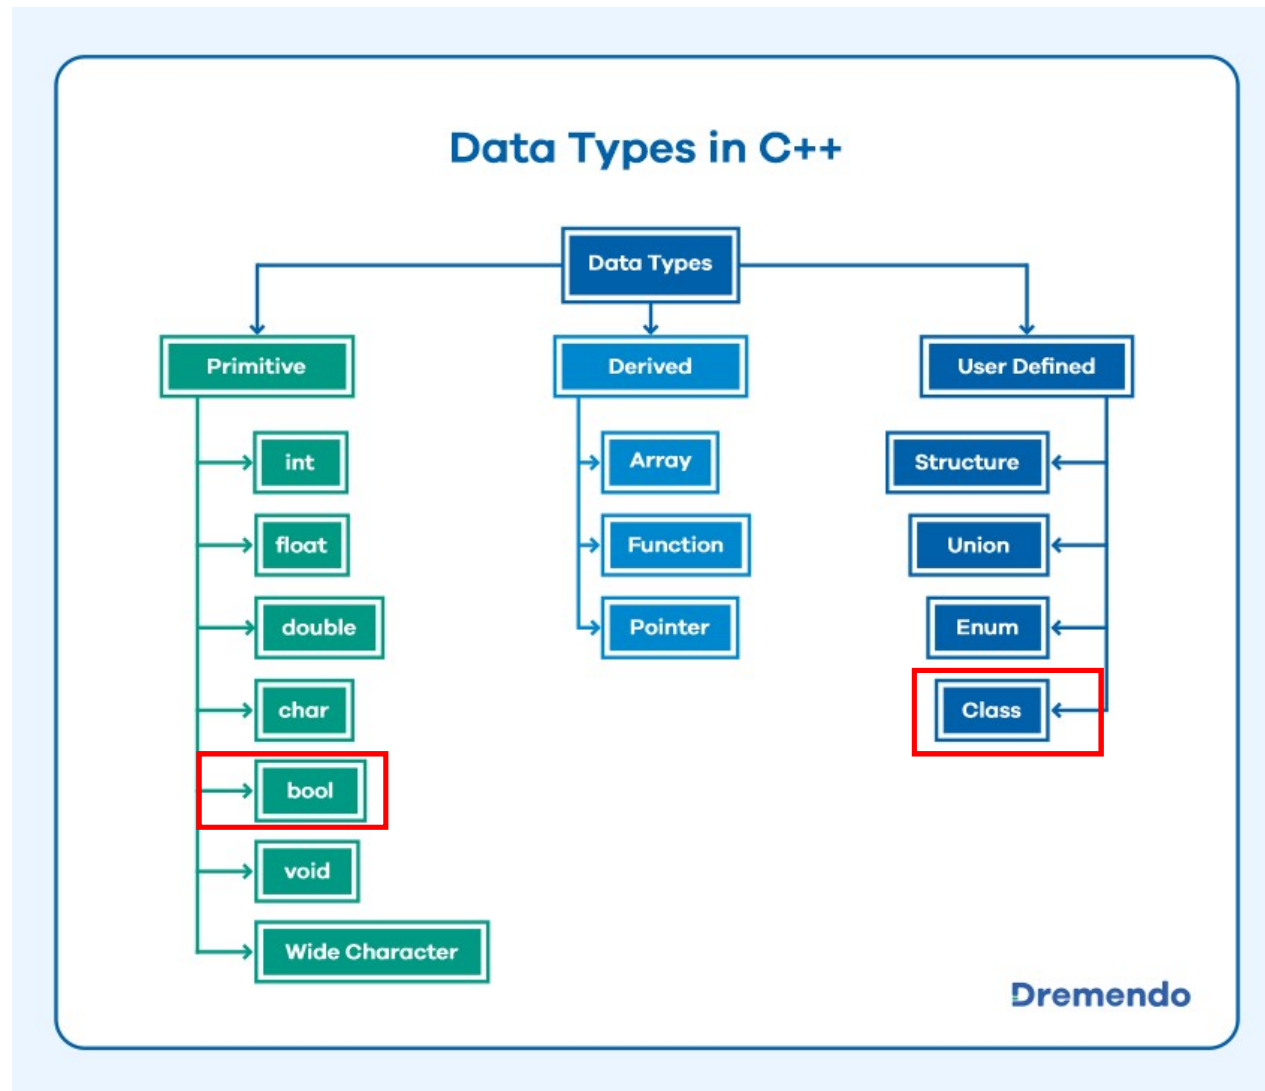 Data Types in C++
Data Types
Primitive
Derived
User Defined
int
Array
Structure
float
Function
Union
double
Pointer
Enum
char
Class
bool
void
Wide Character
Dremendo